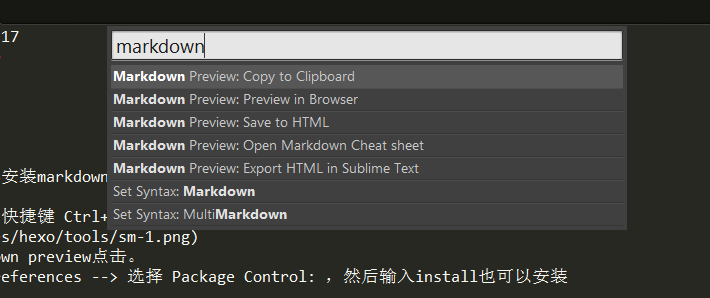 17
markdown
Markdown Preview: Copy to Clipboard
Markdown Preview: Preview in Browser
Markdown Preview: Save to HTML
Markdown Preview: Open Markdown Cheat sheet
Markdown Preview: Export HTML in Sublime Text
Set Syntax: Markdown
Set Syntax: MultiMarkdown
安装markdown
快捷键 Ctrl+
s/hexo/tools/sm-1.png)
wn preview点击。
eferences --> 选择 Package Control: ，然后输入install也可以安装